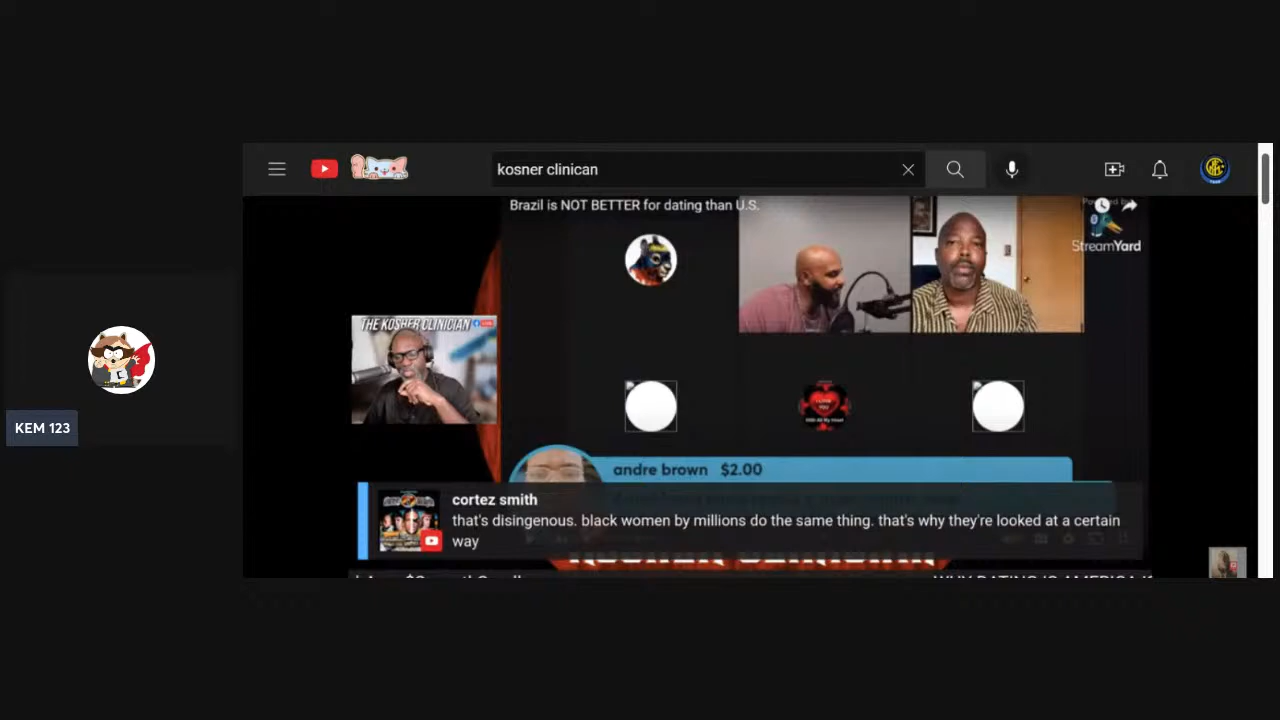 kosner clinican
Brazil is NOT BETTER for dating than U.S.
StreamYard
THE KOSHER CLINICIAN
KEM 123
andre brown $2.00
cortez smith
that's disingenous. black women by millions do the same thing. that's why they're looked at a certain
way